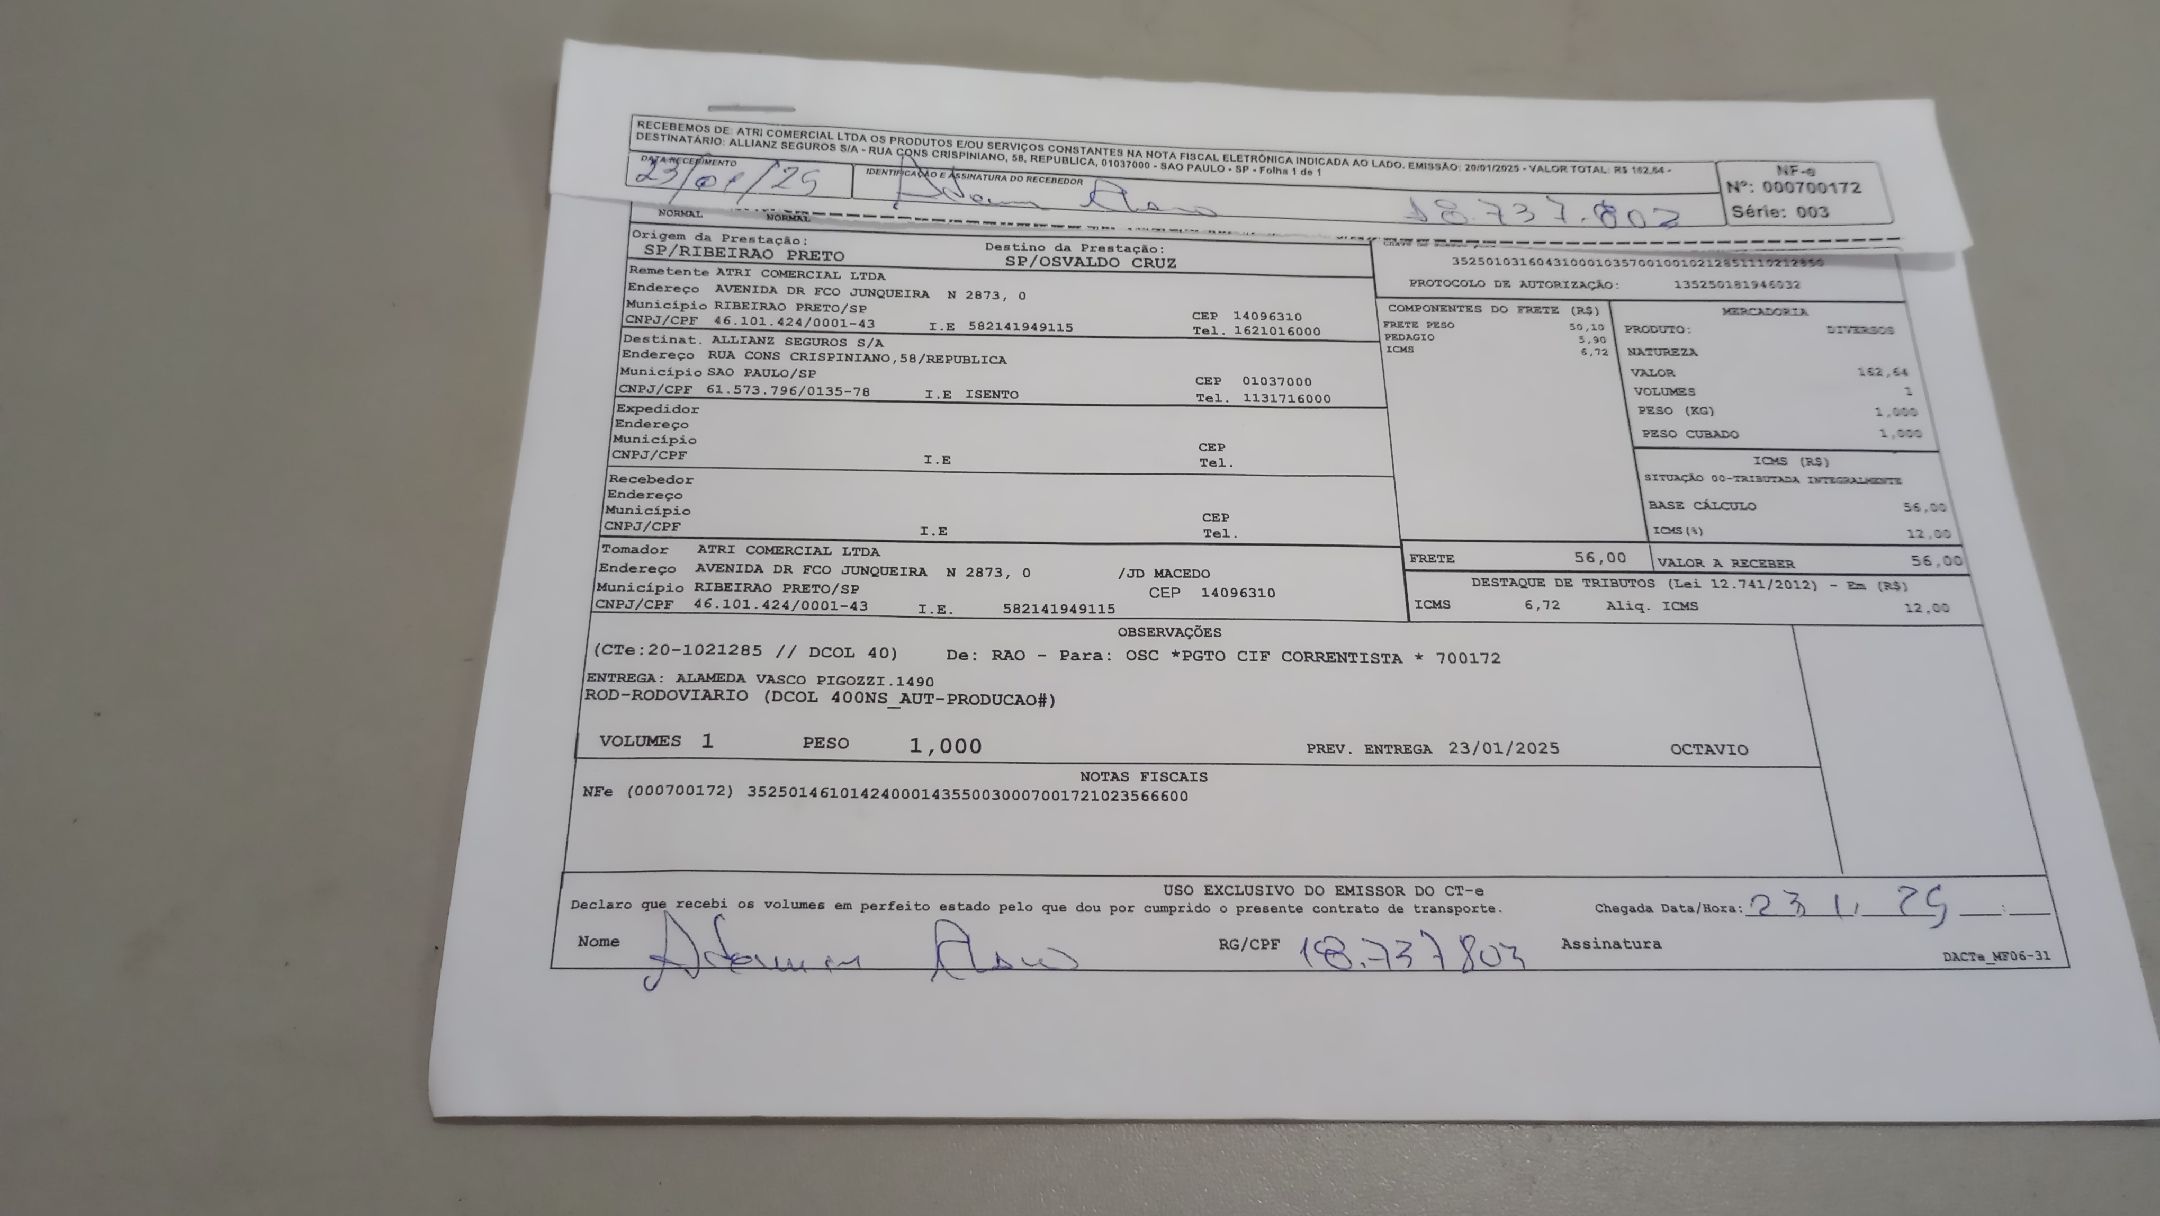 RECEBEMOS DE: ATRI COMERCIAL LTDA OS PRODUTOS E/OU SERVIÇOS CONSTANTES NA NOTA FISCAL ELETRÔNICA INDICADA AO LADO. EMISSÃO: 20/01/2025 - VALOR TOTAL: R$ 162,64 -
DESTINATÁRIO: ALLIANZ SEGUROS S/A - RUA CONS CRISPINIANO, 58, REPUBLICA, 01037000 - SAO PAULO - SP - Folha 1 de 1
DATA RECEBIMENTO
23/01/25
IDENTIFICAÇÃO E ASSINATURA DO RECEBEDOR
18.737.803
NF-e
Nº: 000700172
Série: 003
NORMAL NORMAL
Origem da Prestação:
SP/RIBEIRAO PRETO
Destino da Prestação:
SP/OSVALDO CRUZ
PROTOCOLO DE AUTORIZAÇÃO: 135250181946032
Remetente ATRI COMERCIAL LTDA
Endereço AVENIDA DR FCO JUNQUEIRA N 2873, 0
Município RIBEIRAO PRETO/SP CEP 14096310
CNPJ/CPF 46.101.424/0001-43 I.E 582141949115 Tel. 1621016000
Destinat. ALLIANZ SEGUROS S/A
Endereço RUA CONS CRISPINIANO,58/REPUBLICA
Município SAO PAULO/SP CEP 01037000
CNPJ/CPF 61.573.796/0135-78 I.E ISENTO Tel. 1131716000
Expedidor
Endereço
Município CEP
CNPJ/CPF I.E Tel.
Recebedor
Endereço
Município CEP
CNPJ/CPF I.E Tel.
Tomador ATRI COMERCIAL LTDA
Endereço AVENIDA DR FCO JUNQUEIRA N 2873, 0 /JD MACEDO
Município RIBEIRAO PRETO/SP CEP 14096310
CNPJ/CPF 46.101.424/0001-43 I.E. 582141949115
COMPONENTES DO FRETE (R$)
FRETE PESO 50,10
PEDAGIO 5,90
ICMS 6,72
MERCADORIA
PRODUTO: DIVERSOS
NATUREZA
VALOR 162,64
VOLUMES 1
PESO (KG) 1,000
PESO CUBADO 1,000
ICMS (R$)
SITUAÇÃO 00-TRIBUTADA INTEGRALMENTE
BASE CÁLCULO 56,00
ICMS(%) 12,00
FRETE 56,00 VALOR A RECEBER 56,00
DESTAQUE DE TRIBUTOS (Lei 12.741/2012) - Em (R$)
ICMS 6,72 Aliq. ICMS 12,00
OBSERVAÇÕES
(CTe:20-1021285 // DCOL 40) De: RAO - Para: OSC *PGTO CIF CORRENTISTA * 700172
ENTREGA: ALAMEDA VASCO PIGOZZI.1490
ROD-RODOVIARIO (DCOL 400NS_AUT-PRODUCAO#)
VOLUMES 1 PESO 1,000 PREV. ENTREGA 23/01/2025 OCTAVIO
NOTAS FISCAIS
NFe (000700172) 35250146101424000143550030007001721023566600
USO EXCLUSIVO DO EMISSOR DO CT-e
Declaro que recebi os volumes em perfeito estado pelo que dou por cumprido o presente contrato de transporte. Chegada Data/Hora: 23 1 25
Nome RG/CPF 18.737803 Assinatura
DACTe_MF06-31